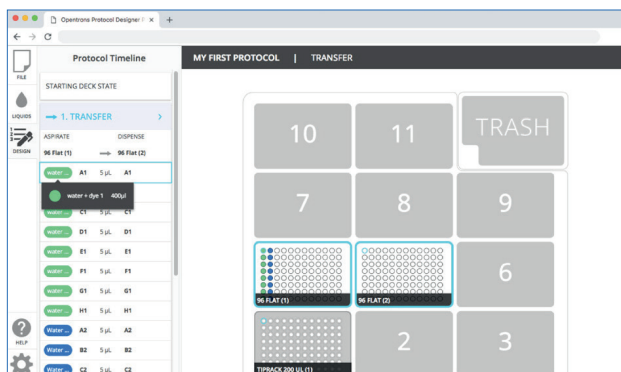 Opentrons Protocol Designer
MY FIRST PROTOCOL | TRANSFER
Protocol Timeline
FILE
LIQUIDS
DESIGN
HELP
STARTING DECK STATE
1. TRANSFER
ASPIRATE DISPENSE
96 Flat (1) 96 Flat (2)
water ... A1 5 µL A1
water + dye 1 400µl
water ... C1 5 µL C1
water ... D1 5 µL D1
water ... E1 5 µL E1
water ... F1 5 µL F1
water ... G1 5 µL G1
water ... H1 5 µL H1
Water ... A2 5 µL A2
Water ... B2 5 µL B2
Water ... C2 5 µL C2
10 11 TRASH
7 8 9
96 FLAT (1) 96 FLAT (2) 6
TIPRACK 200 UL (1) 2 3